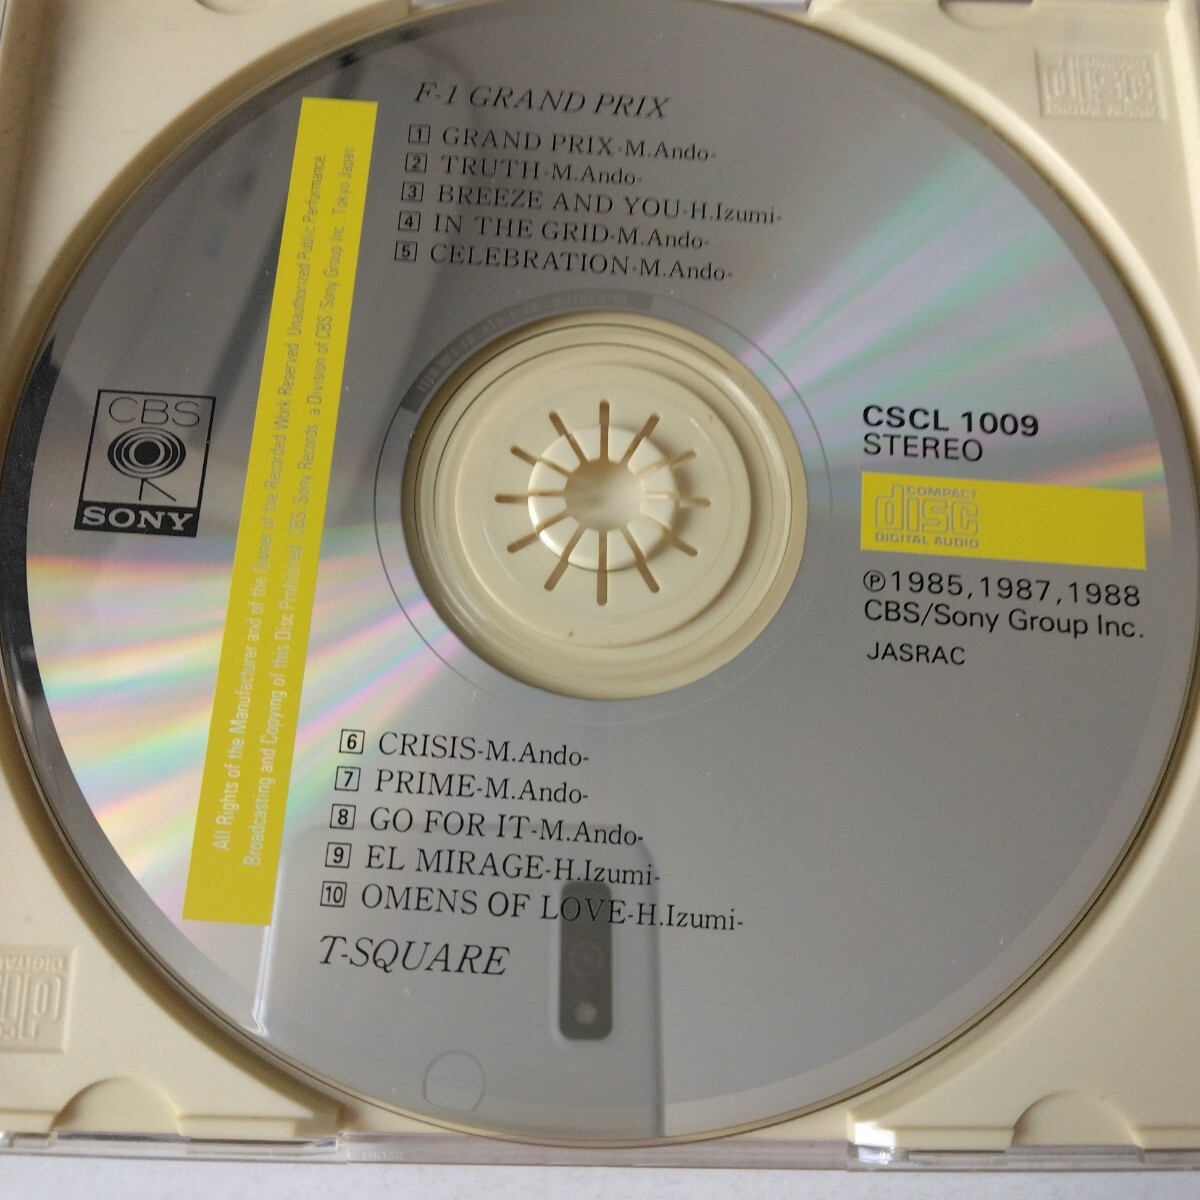 F-1 GRAND PRIX
1 GRAND PRIX-M.Ando-
2 TRUTH-M.Ando-
3 BREEZE AND YOU-H.Izumi-
4 IN THE GRID-M.Ando-
5 CELEBRATION-M.Ando-
All Rights of the Manufacturer and of the Owner of the Recorded Work Reserved. Unauthorized Public Performance,
Broadcasting and Copying of this Disc Prohibited. CBS/Sony Records, a Division of CBS/Sony Group Inc. Tokyo Japan
CBS
SONY
CSCL 1009
STEREO
COMPACT
disc
DIGITAL AUDIO
Ⓟ1985,1987,1988
CBS/Sony Group Inc.
JASRAC
6 CRISIS-M.Ando-
7 PRIME-M.Ando-
8 GO FOR IT-M.Ando-
9 EL MIRAGE-H.Izumi-
10 OMENS OF LOVE-H.Izumi-
T-SQUARE
disc